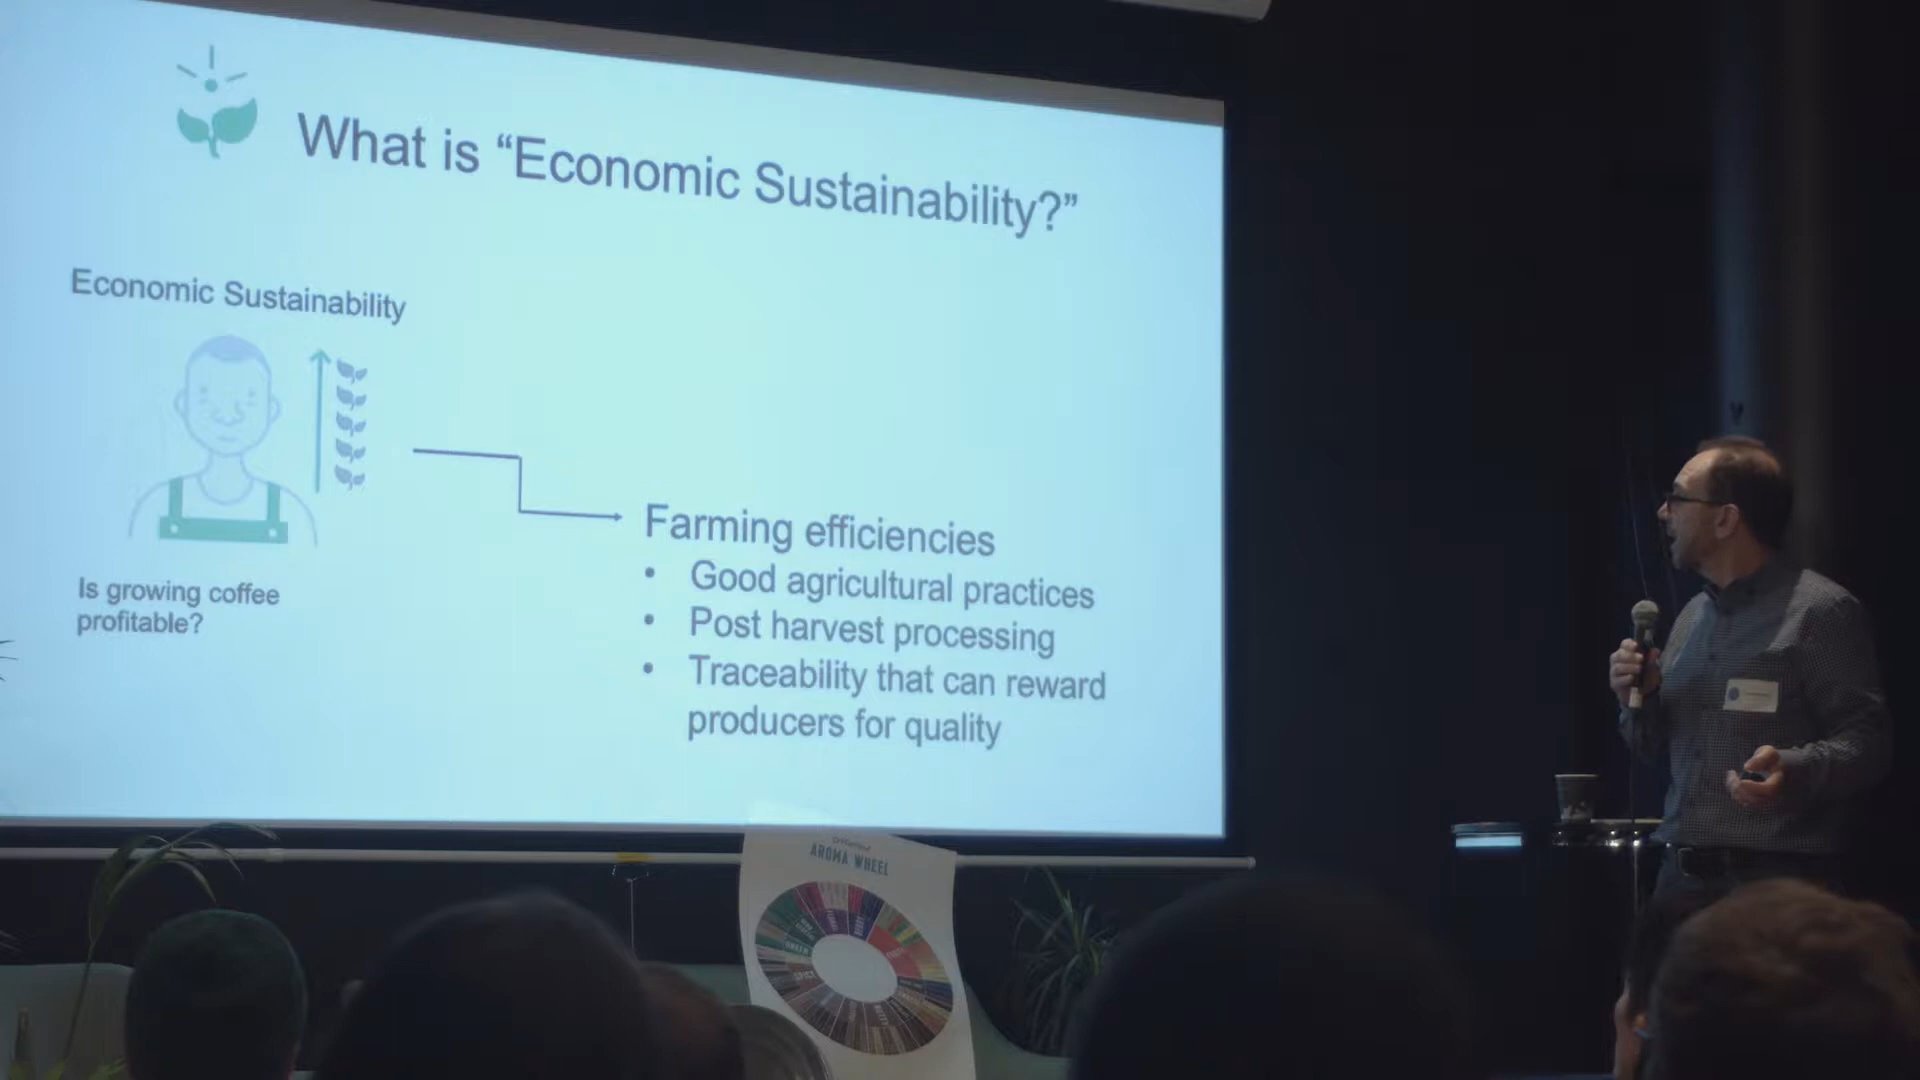 What is “Economic Sustainability?”
Economic Sustainability
Is growing coffee
profitable?
Farming efficiencies
• Good agricultural practices
• Post harvest processing
• Traceability that can reward
producers for quality
AROMA WHEEL